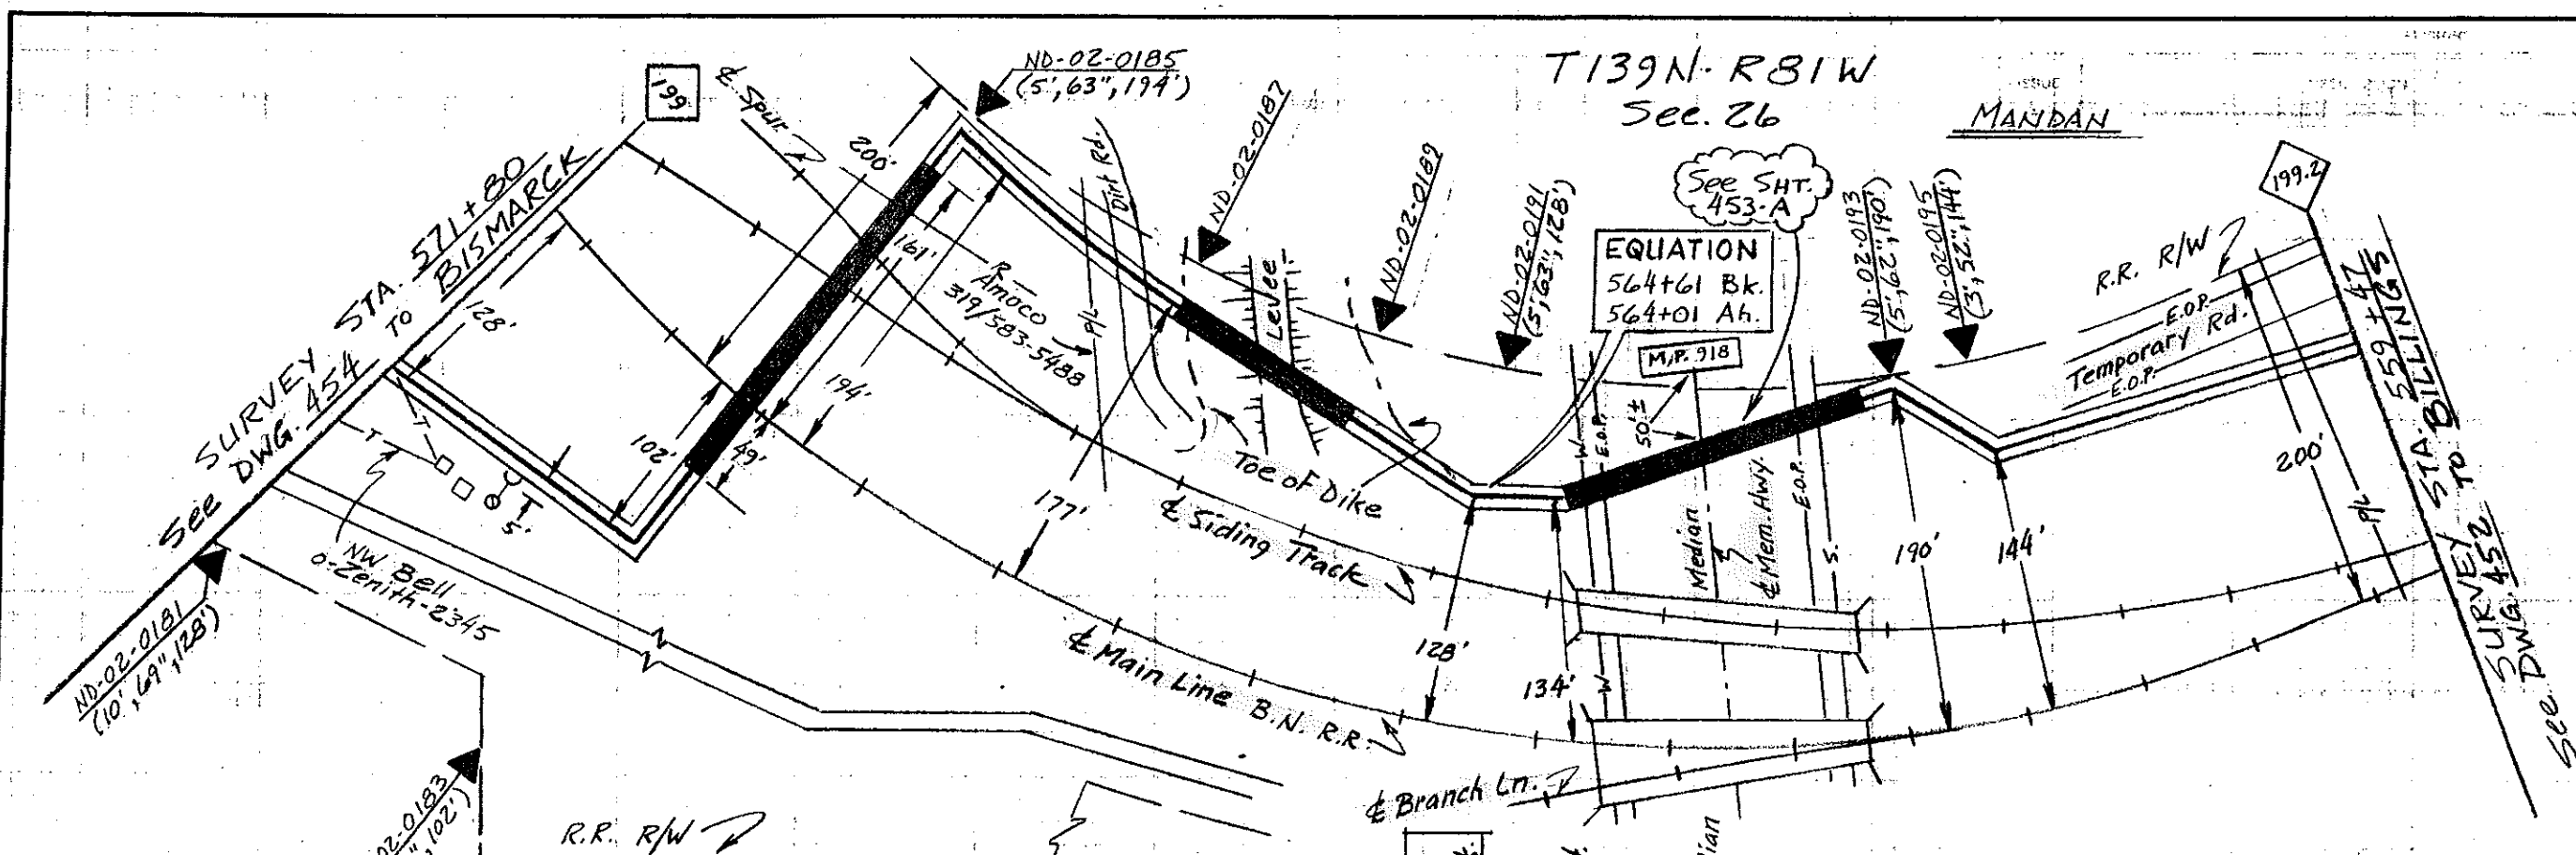 T139N-R81W
Sec. 26
MANDAN
199
₵ Spur
ND-02-0185
(5',63",194')
ND-02-0187
ND-02-0189
ND-02-0191
(5',63",128')
See SHT.
453-A
ND-02-0193
(5',62",190')
ND-02-0195
(3',52",144')
199.2
SURVEY STA. 571+80
See DWG. 454 TO BISMARCK
200'
128'
161'
194'
102'
49'
R
Amoco
319/583-5488
P/L
Dirt Rd.
Levee
Toe of Dike
EQUATION
564+61 Bk.
564+01 Ah.
M.P. 918
50'±
W
E.O.P.
Median
₵ Mem. Hwy.
E.O.P.
S.
R.R. R/W
E.O.P.
Temporary Rd.
E.O.P.
200'
P/L
SURVEY STA. 559+47
See DWG. 452 TO BILLINGS
177'
₵ Siding Track
128'
134'
W
190'
144'
₵ Main Line B.N. R.R.
₵ Branch Ln.
T
T
5'
NW Bell
0-Zenith-2345
ND-02-0181
(10',69",128')
02-0183
",102')
R.R. R/W